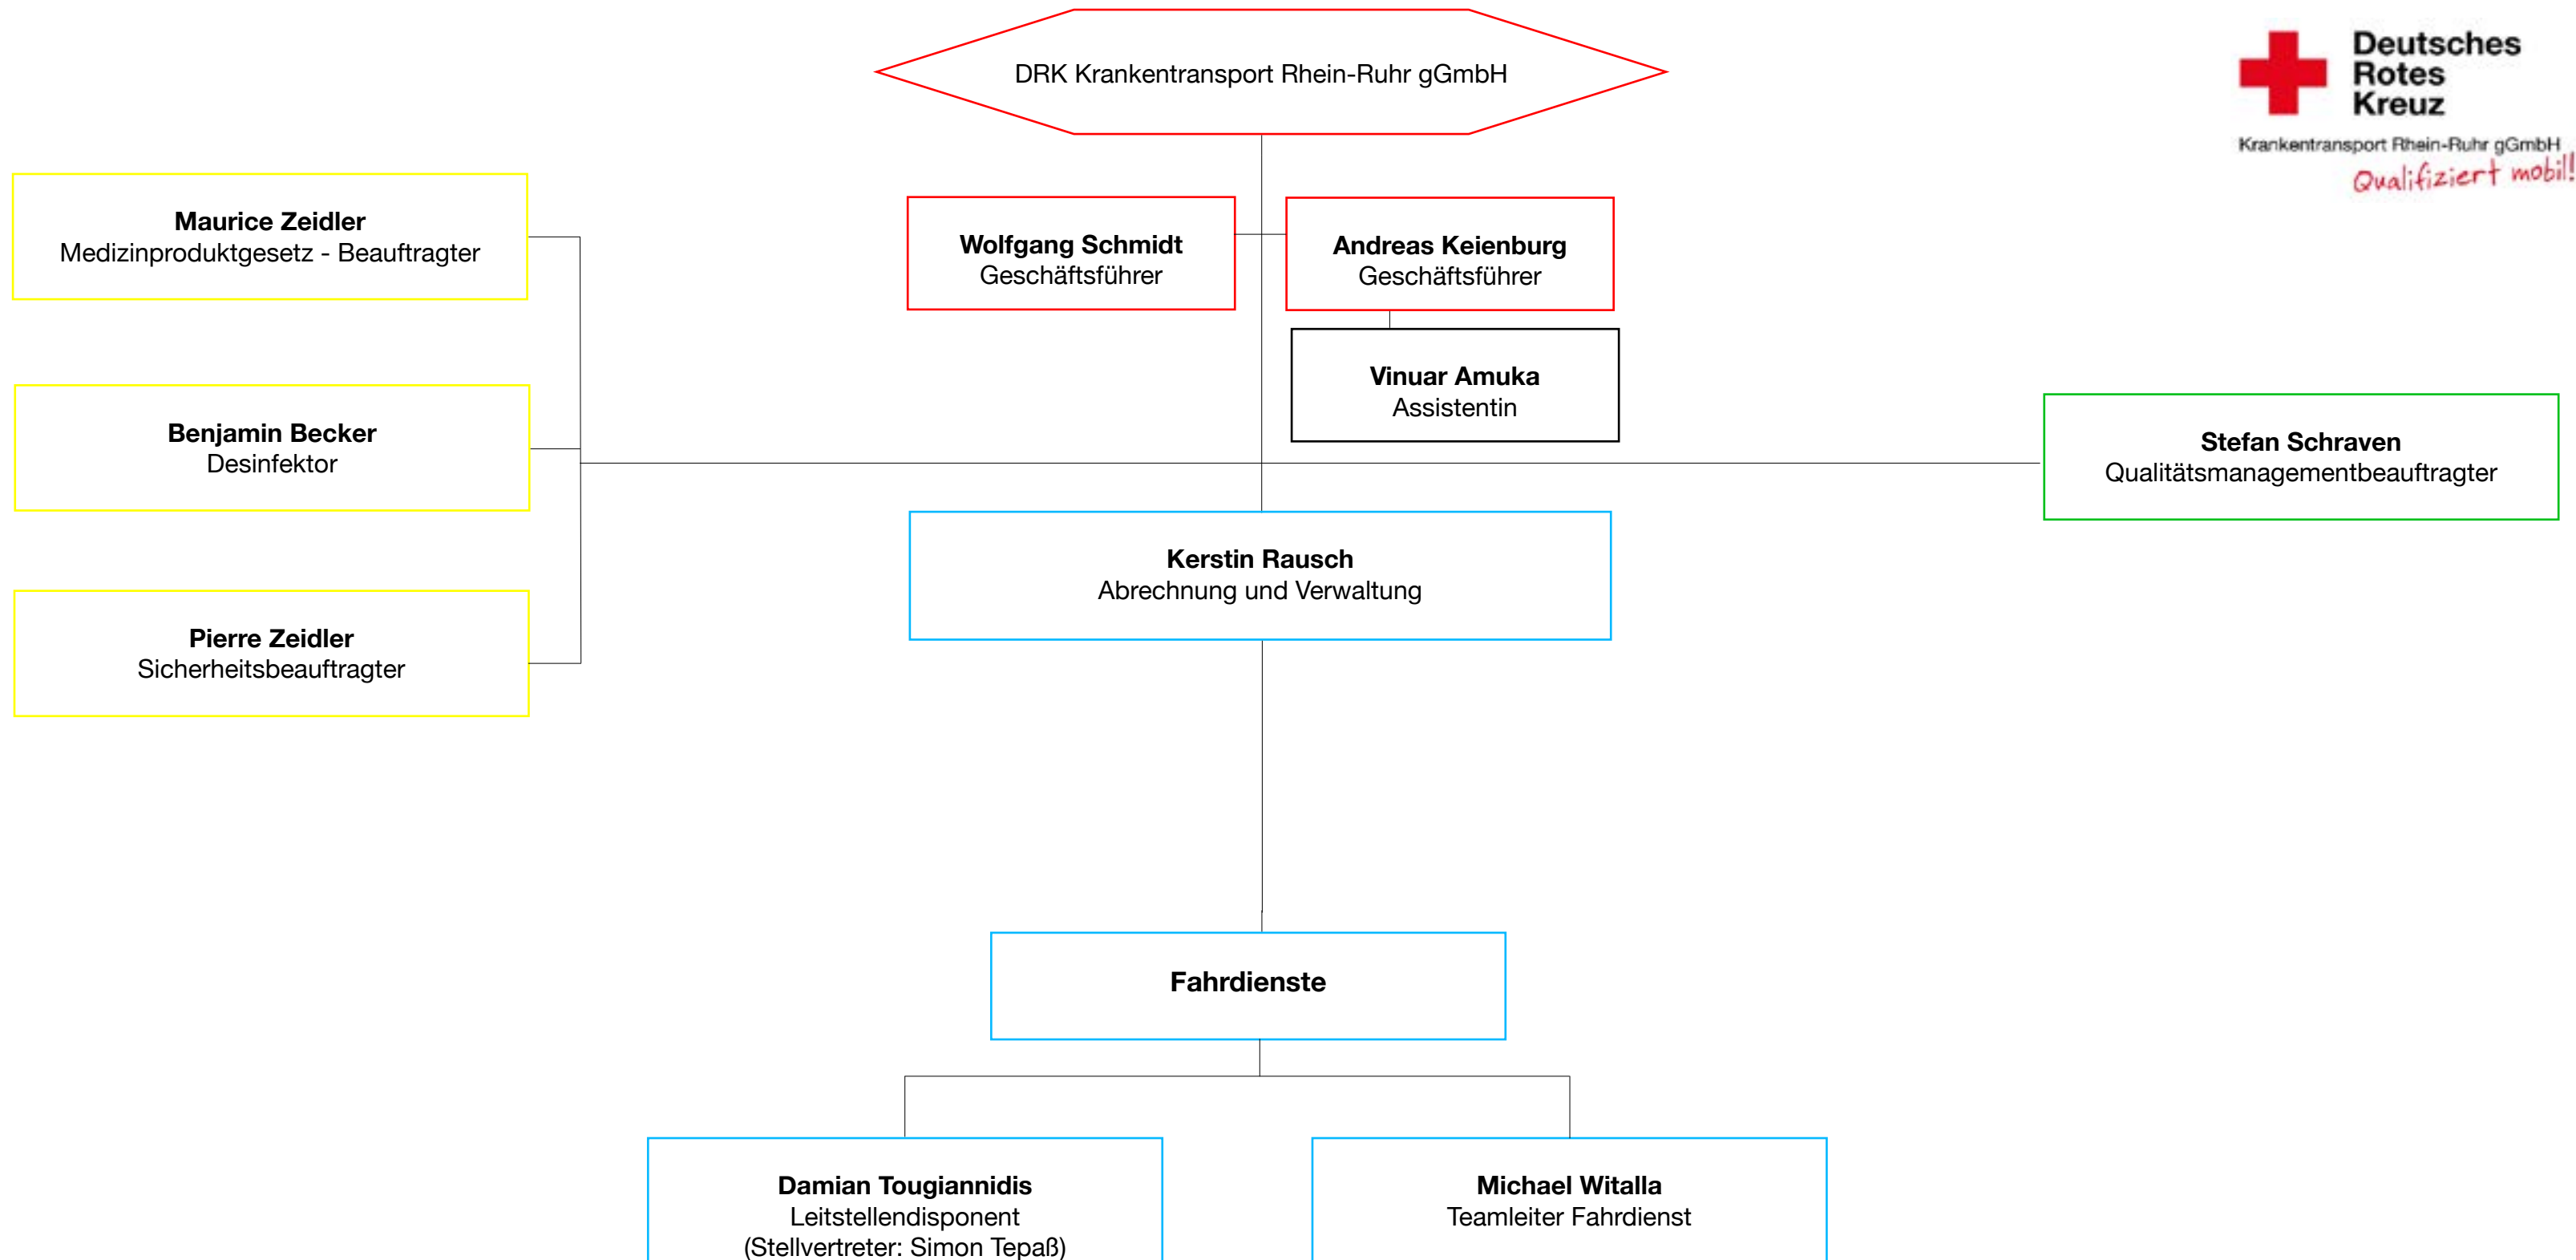 DRK Krankentransport Rhein-Ruhr gGmbH
Deutsches
Rotes
Kreuz
Krankentransport Rhein-Ruhr gGmbH
Qualifiziert mobil!
Maurice Zeidler
Medizinproduktgesetz - Beauftragter
Wolfgang Schmidt
Geschäftsführer
Andreas Keienburg
Geschäftsführer
Vinuar Amuka
Assistentin
Benjamin Becker
Desinfektor
Stefan Schraven
Qualitätsmanagementbeauftragter
Kerstin Rausch
Abrechnung und Verwaltung
Pierre Zeidler
Sicherheitsbeauftragter
Fahrdienste
Damian Tougiannidis
Leitstellendisponent
(Stellvertreter: Simon Tepaß)
Michael Witalla
Teamleiter Fahrdienst